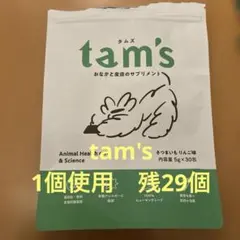 タムズ
tam's
おなかと皮膚のサプリメント
Animal Health
& Science
さつまいもりんご味
内容量 5g×30包
tam's
1個使用 残29個